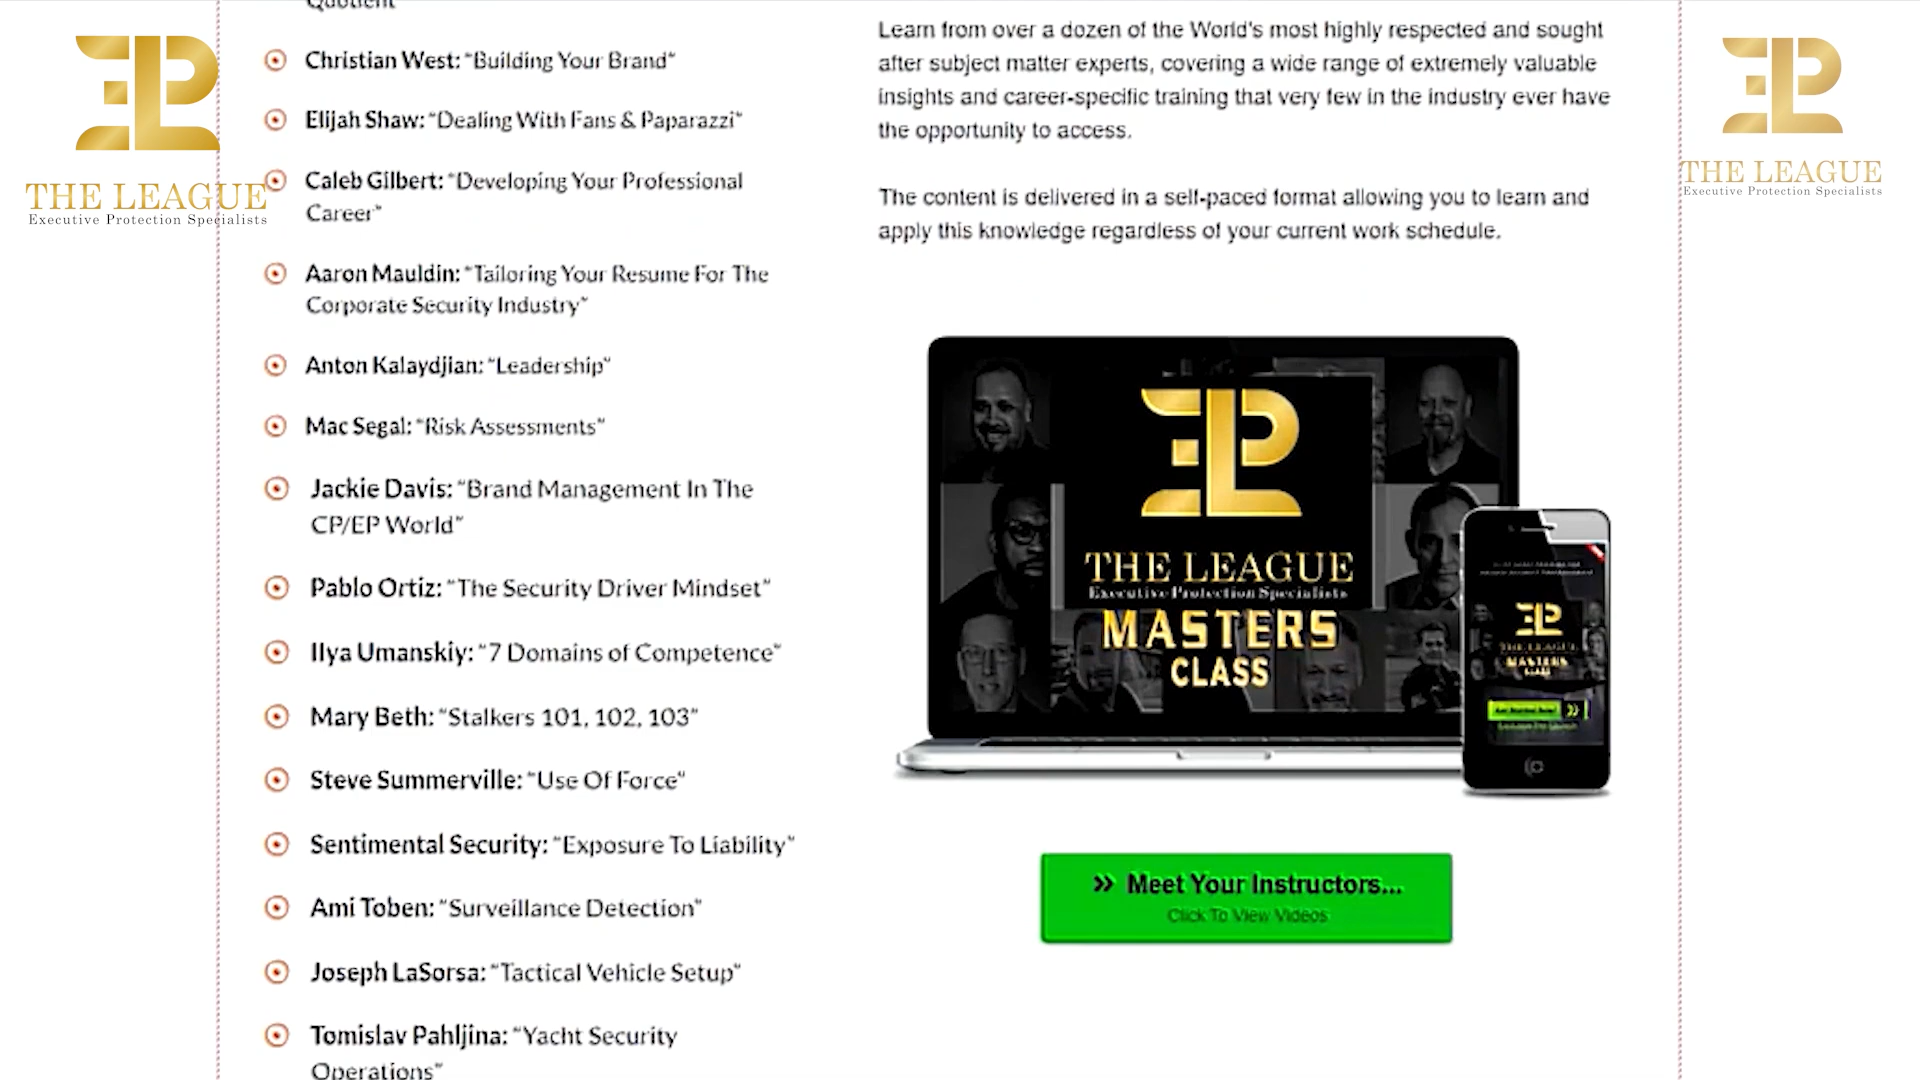 Quotient
THE LEAGUE
Executive Protection Specialists
Christian West: "Building Your Brand"
Elijah Shaw: "Dealing With Fans & Paparazzi"
Caleb Gilbert: "Developing Your Professional
Career"
Aaron Mauldin: "Tailoring Your Resume For The
Corporate Security Industry"
Anton Kalaydjian: "Leadership"
Mac Segal: "Risk Assessments"
Jackie Davis: "Brand Management In The
CP/EP World"
Pablo Ortiz: "The Security Driver Mindset"
Ilya Umanskiy: "7 Domains of Competence"
Mary Beth: "Stalkers 101, 102, 103"
Steve Summerville: "Use Of Force"
Sentimental Security: "Exposure To Liability"
Ami Toben: "Surveillance Detection"
Joseph LaSorsa: "Tactical Vehicle Setup"
Tomislav Pahljina: "Yacht Security
Operations"
Learn from over a dozen of the World's most highly respected and sought
after subject matter experts, covering a wide range of extremely valuable
insights and career-specific training that very few in the industry ever have
the opportunity to access.
The content is delivered in a self-paced format allowing you to learn and
apply this knowledge regardless of your current work schedule.
THE LEAGUE
Executive Protection Specialists
MASTERS
CLASS
MASTERS
CLASS
» Meet Your Instructors...
Click To View Videos
THE LEAGUE
Executive Protection Specialists